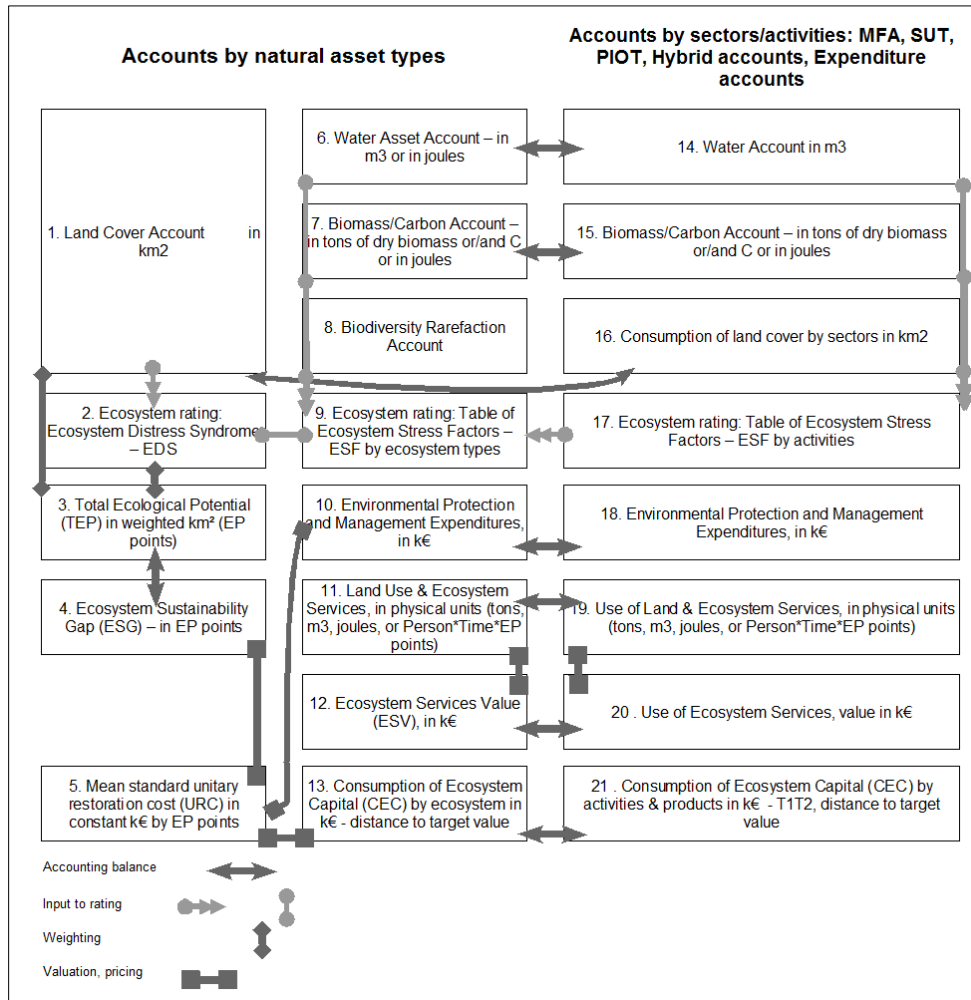 Accounts by natural asset types
Accounts by sectors/activities: MFA, SUT,
PIOT, Hybrid accounts, Expenditure
accounts
1. Land Cover Account in
km2
2. Ecosystem rating:
Ecosystem Distress Syndrome
– EDS
3. Total Ecological Potential
(TEP) in weighted km² (EP
points)
4. Ecosystem Sustainability
Gap (ESG) – in EP points
5. Mean standard unitary
restoration cost (URC) in
constant k€ by EP points
6. Water Asset Account – in
m3 or in joules
7. Biomass/Carbon Account –
in tons of dry biomass or/and C
or in joules
8. Biodiversity Rarefaction
Account
9. Ecosystem rating: Table of
Ecosystem Stress Factors –
ESF by ecosystem types
10. Environmental Protection
and Management Expenditures,
in k€
11. Land Use & Ecosystem
Services, in physical units (tons,
m3, joules, or Person*Time*EP
points)
12. Ecosystem Services Value
(ESV), in k€
13. Consumption of Ecosystem
Capital (CEC) by ecosystem in
k€ - distance to target value
14. Water Account in m3
15. Biomass/Carbon Account – in tons of dry biomass
or/and C or in joules
16. Consumption of land cover by sectors in km2
17. Ecosystem rating: Table of Ecosystem Stress
Factors – ESF by activities
18. Environmental Protection and Management
Expenditures, in k€
19. Use of Land & Ecosystem Services, in physical units
(tons, m3, joules, or Person*Time*EP points)
20 . Use of Ecosystem Services, value in k€
21 . Consumption of Ecosystem Capital (CEC) by
activities & products in k€ - T1T2, distance to target
value
Accounting balance
Input to rating
Weighting
Valuation, pricing